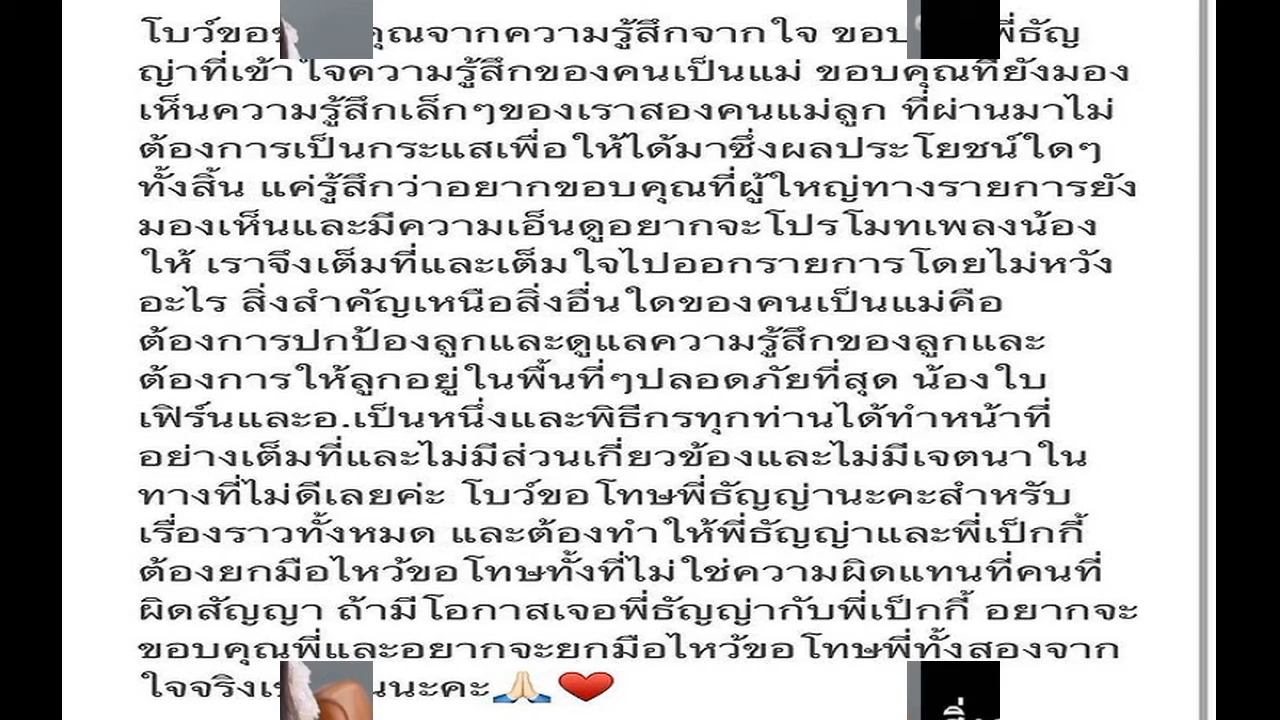 โบว์ขอ คุณจากความรู้สึกจากใจ ขอบ พี่ธัญ
ญ่าที่เข้าใจความรู้สึกของคนเป็นแม่ ขอบคุณที่ยังมอง
เห็นความรู้สึกเล็กๆของเราสองคนแม่ลูก ที่ผ่านมาไม่
ต้องการเป็นกระแสเพื่อให้ได้มาซึ่งผลประโยชน์ใดๆ
ทั้งสิ้น แค่รู้สึกว่าอยากขอบคุณที่ผู้ใหญ่ทางรายการยัง
มองเห็นและมีความเอ็นดูอยากจะโปรโมทเพลงน้อง
ให้ เราจึงเต็มที่และเต็มใจไปออกรายการโดยไม่หวัง
อะไร สิ่งสำคัญเหนือสิ่งอื่นใดของคนเป็นแม่คือ
ต้องการปกป้องลูกและดูแลความรู้สึกของลูกและ
ต้องการให้ลูกอยู่ในพื้นที่ๆปลอดภัยที่สุด น้องใบ
เฟิร์นและอ.เป็นหนึ่งและพิธีกรทุกท่านได้ทำหน้าที่
อย่างเต็มที่และไม่มีส่วนเกี่ยวข้องและไม่มีเจตนาใน
ทางที่ไม่ดีเลยค่ะ โบว์ขอโทษพี่ธัญญ่านะคะสำหรับ
เรื่องราวทั้งหมด และต้องทำให้พี่ธัญญ่าและพี่เป็กกี้
ต้องยกมือไหว้ขอโทษทั้งที่ไม่ใช่ความผิดแทนที่คนที่
ผิดสัญญา ถ้ามีโอกาสเจอพี่ธัญญ่ากับพี่เป็กกี้ อยากจะ
ขอบคุณพี่และอยากจะยกมือไหว้ขอโทษพี่ทั้งสองจาก
ใจจริง นะคะ🙏🏻❤️